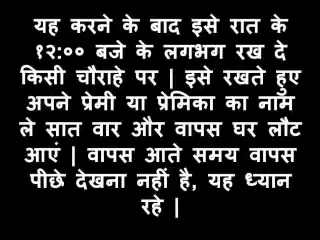 यह करने के बाद इसे रात के
१२:०० बजे के लगभग रख दे
किसी चौराहे पर | इसे रखते हुए
अपने प्रेमी या प्रेमिका का नाम
ले सात वार और वापस घर लौट
आएं | वापस आते समय वापस
पीछे देखना नहीं है, यह ध्यान
रहे |